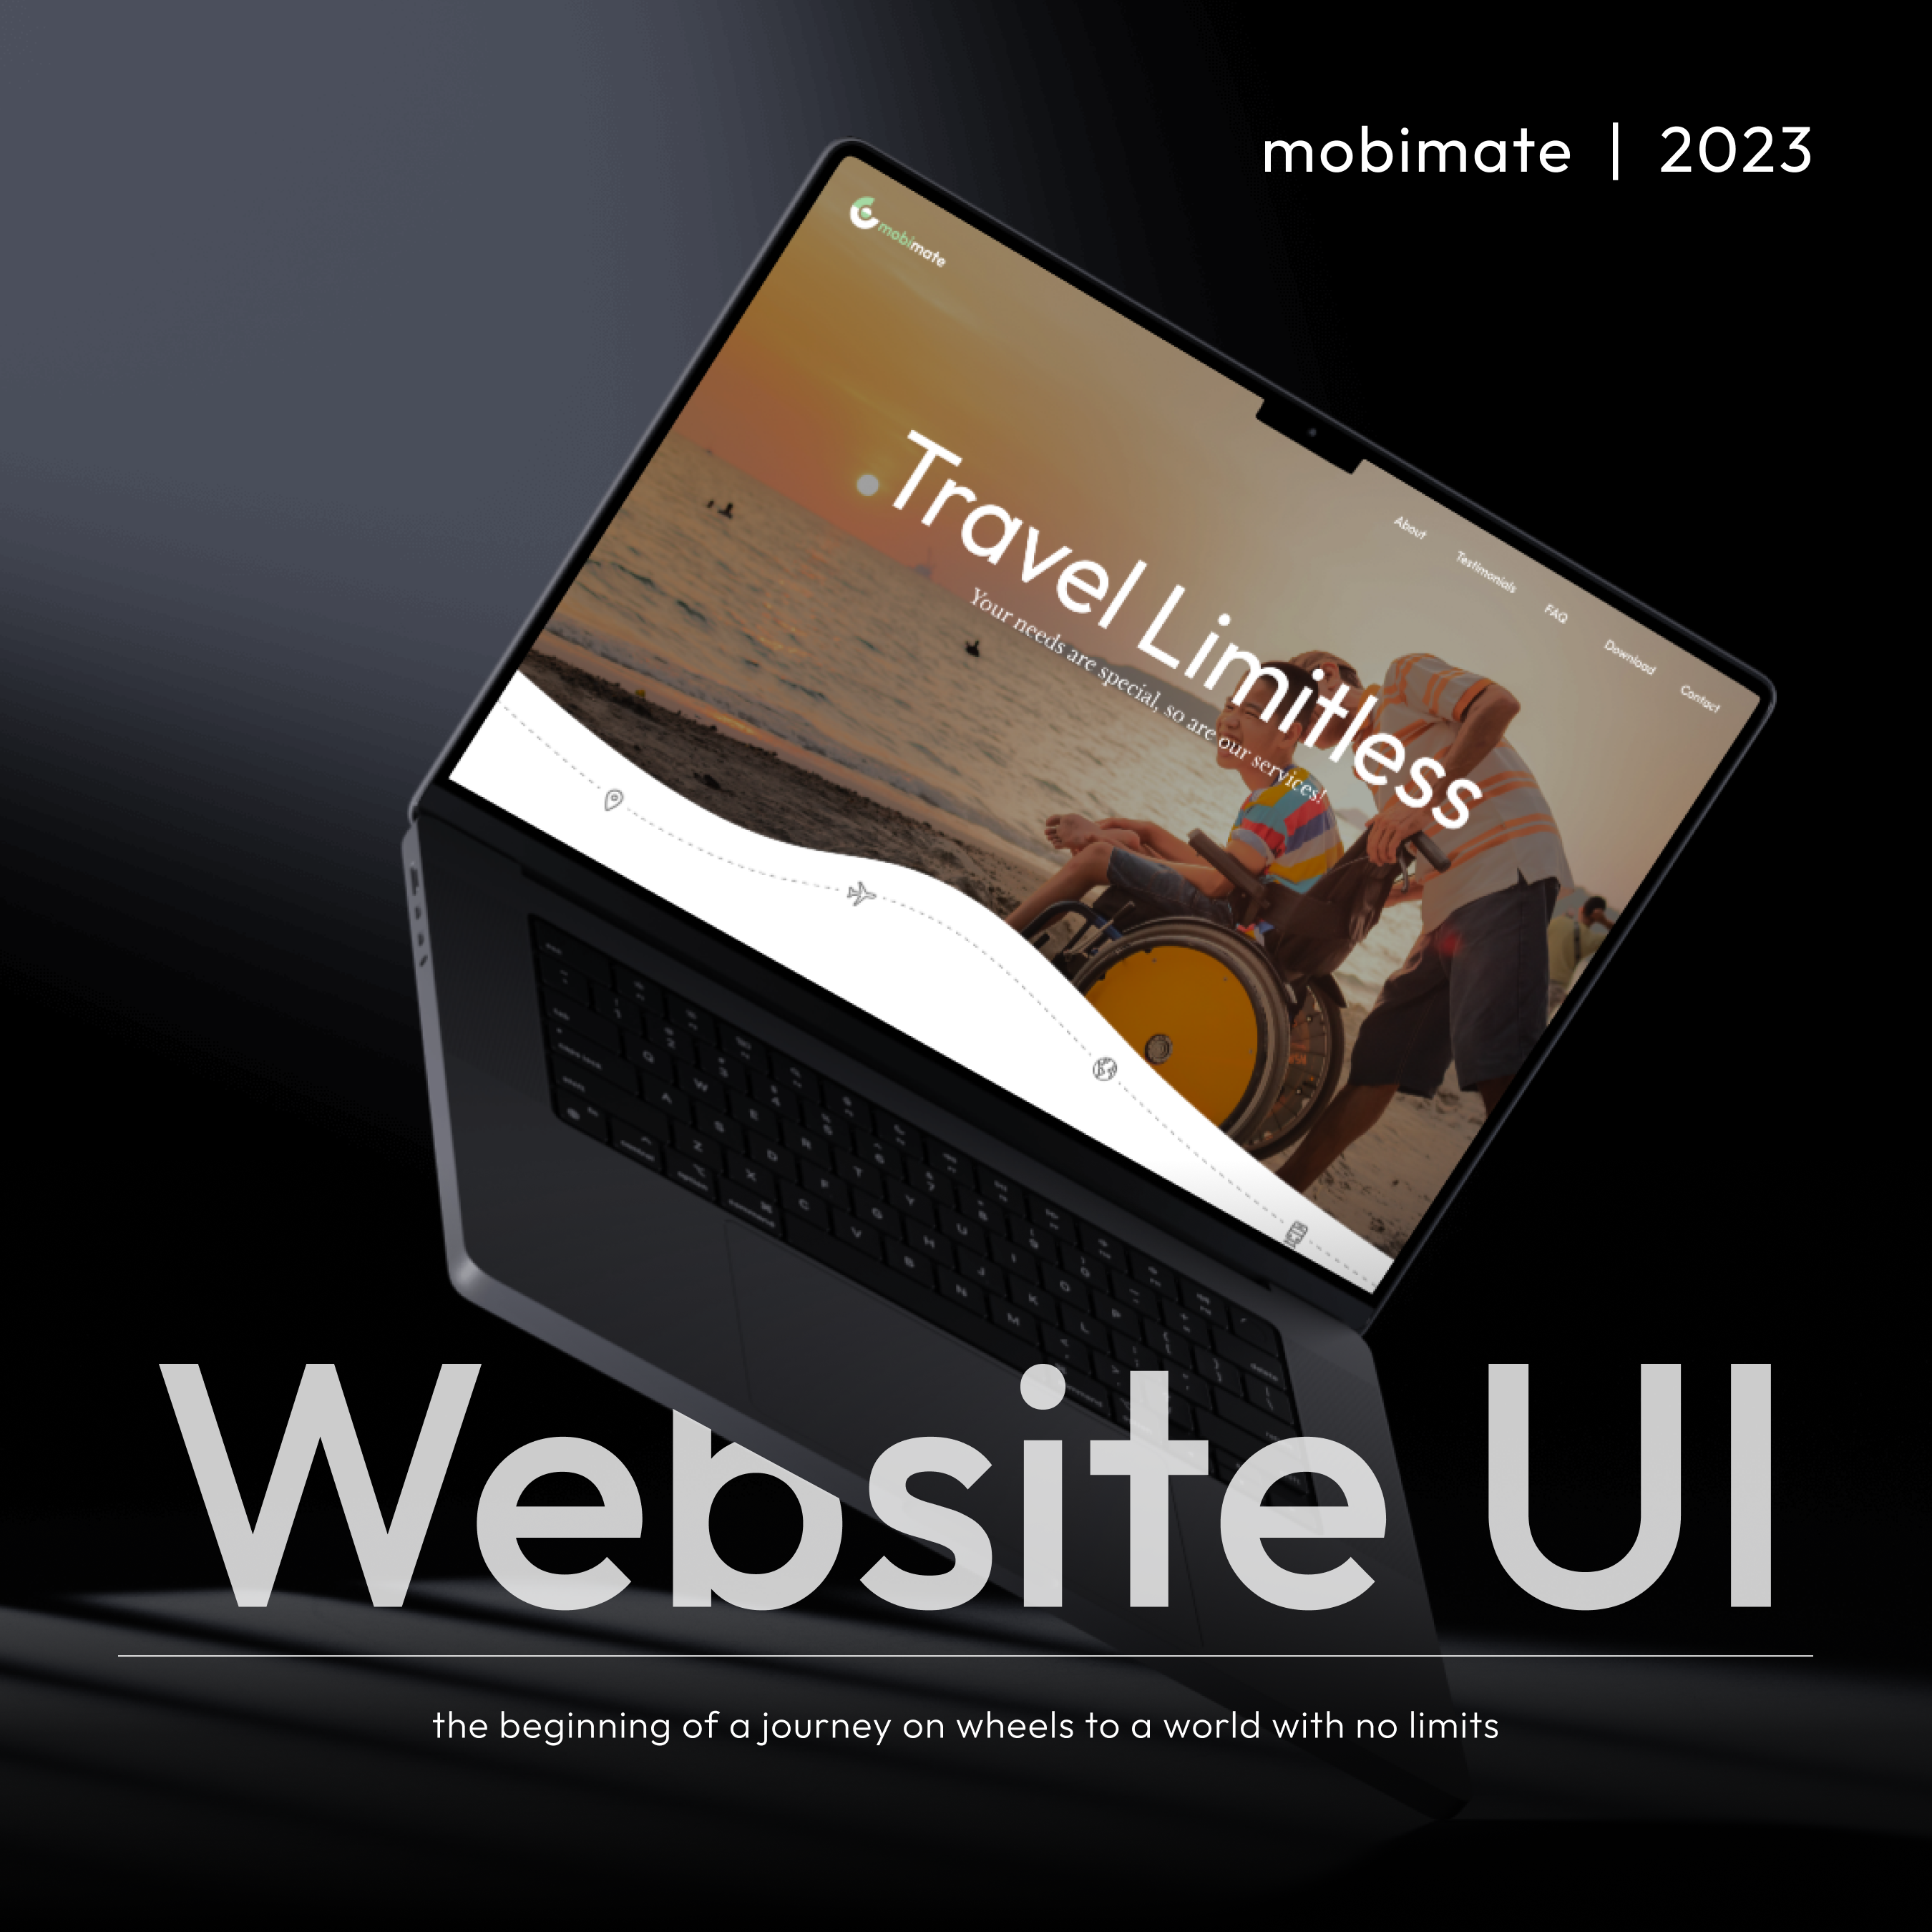 mobimate | 2023
mobimate
About Testimonials FAQ Download Contact
Travel Limitless
Your needs are special, so are our services!
Website UI
the beginning of a journey on wheels to a world with no limits